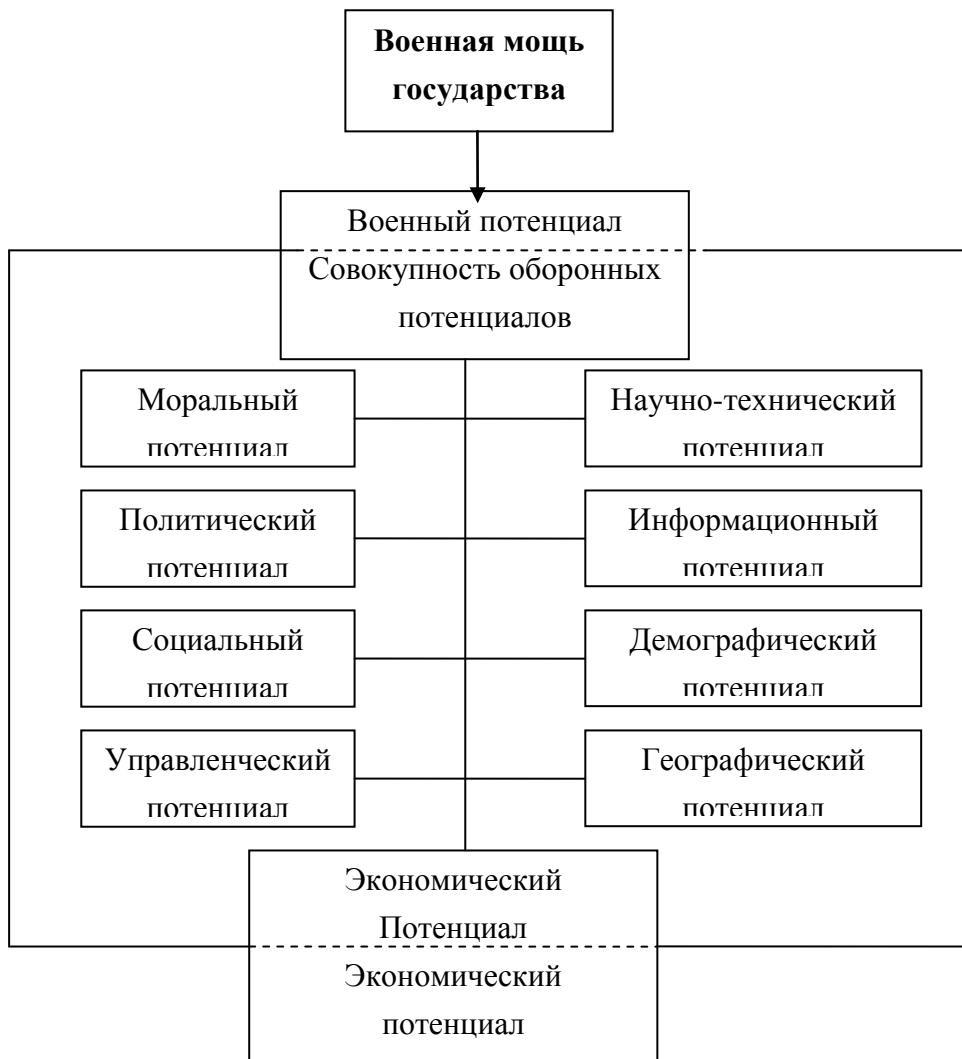 Военная мощь
государства
Военный потенциал
Совокупность оборонных
потенциалов
Моральный
потенциал
Научно-технический
потенциал
Политический
потенциал
Информационный
потенциал
Социальный
потенциал
Демографический
потенциал
Управленческий
потенциал
Географический
потенциал
Экономический
Потенциал
Экономический
потенциал